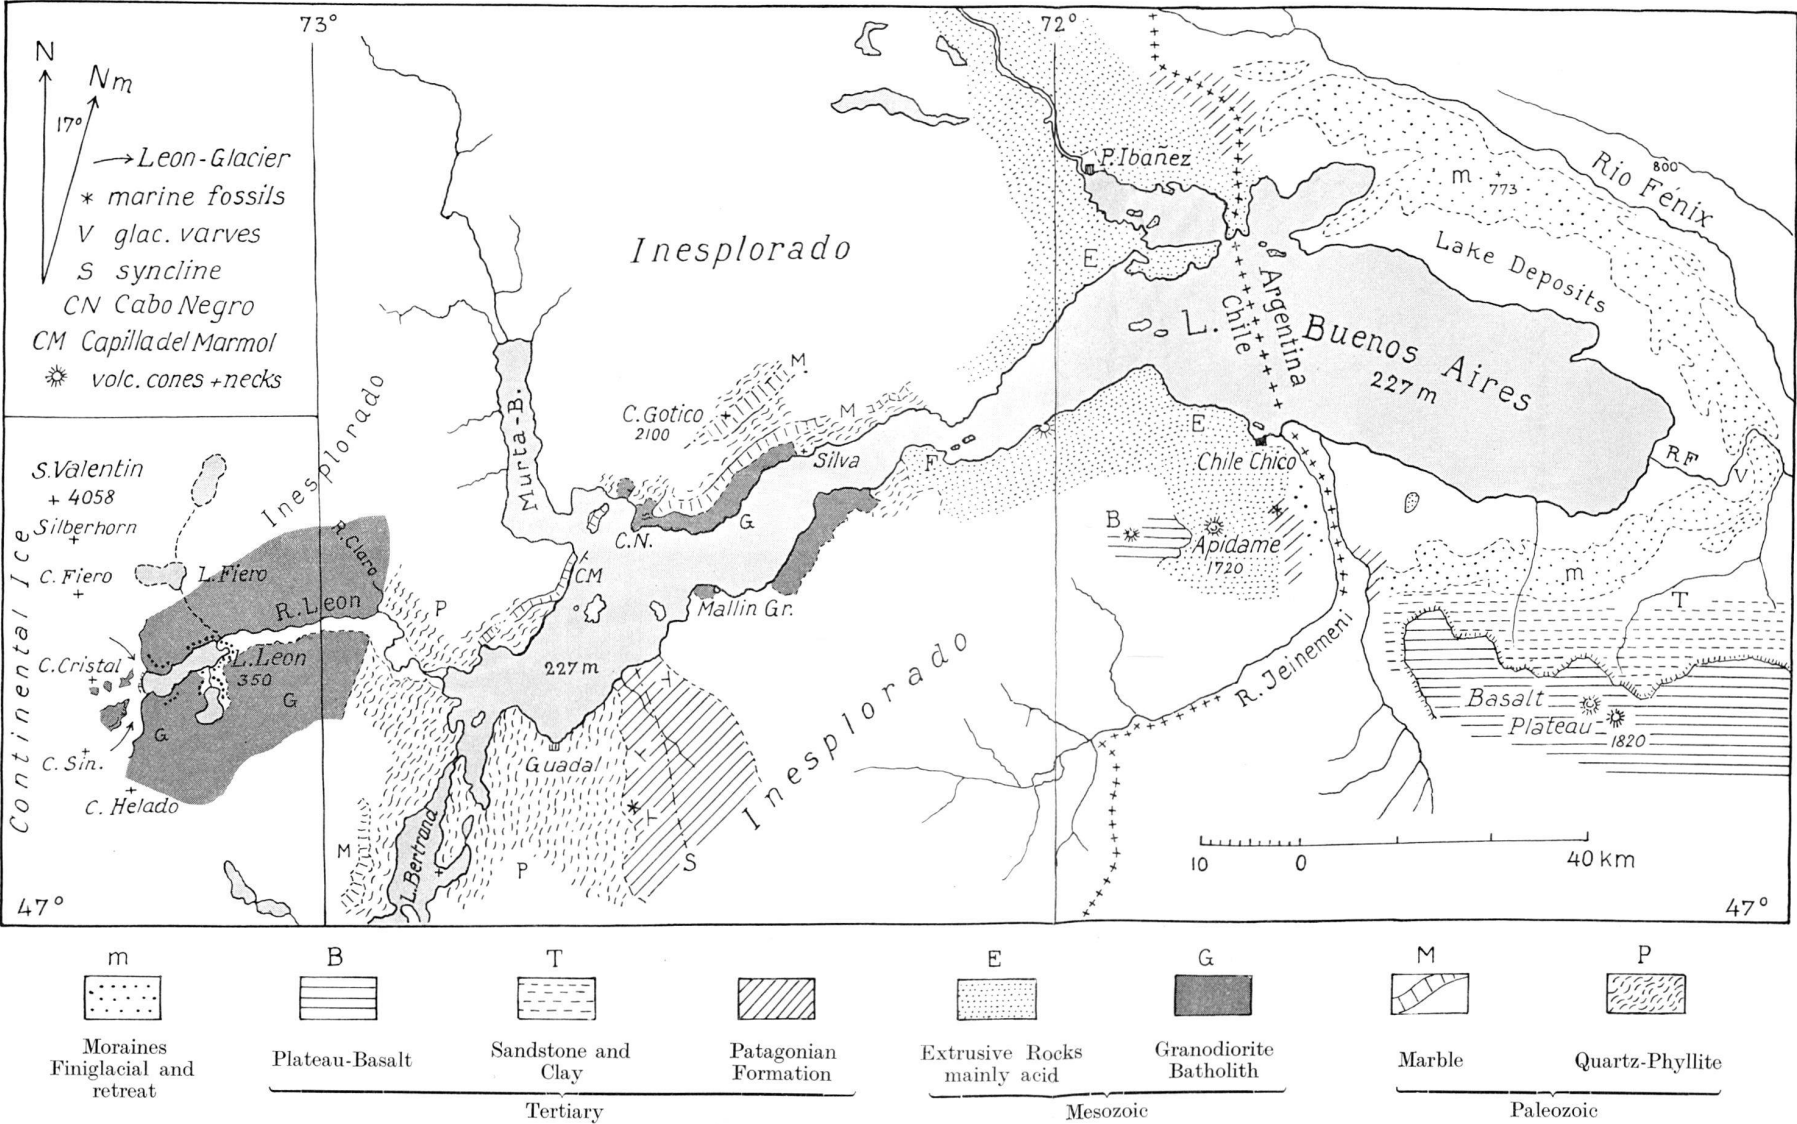 73°
72°
N
Nm
17°
→ Leon-Glacier
* marine fossils
V glac. varves
S syncline
CN Cabo Negro
CM Capilla del Marmol
volc. cones + necks
P. Ibañez
m
+ 773
800
Rio Fénix
Lake Deposits
Inesplorado
E
Argentina
Chile
L. Buenos Aires
227 m
M
C. Gotico
2100
M
Murta-B.
Inesplorado
S. Valentin
+ 4058
Silberhorn
+
C. Fiero
+
Continental Ice
L. Fiero
R. Claro
R. Leon
P
Silva
F
G
C.N.
CM
Mallin Gr.
E
Chile Chico
RF
V
B
Apidame
1720
m
T
C. Cristal
L. Leon
350
G
G
227 m
C. Sin.
C. Helado
Guadal
Inesplorado
R. Jeinemeni
Basalt
Plateau
1820
T
T
T
M
L. Bertrand
P
S
10 0 40 km
47°
47°
m B T E G M P
Moraines
Finiglacial and
retreat
Plateau-Basalt
Sandstone and
Clay
Patagonian
Formation
Extrusive Rocks
mainly acid
Granodiorite
Batholith
Marble
Quartz-Phyllite
Tertiary
Mesozoic
Paleozoic